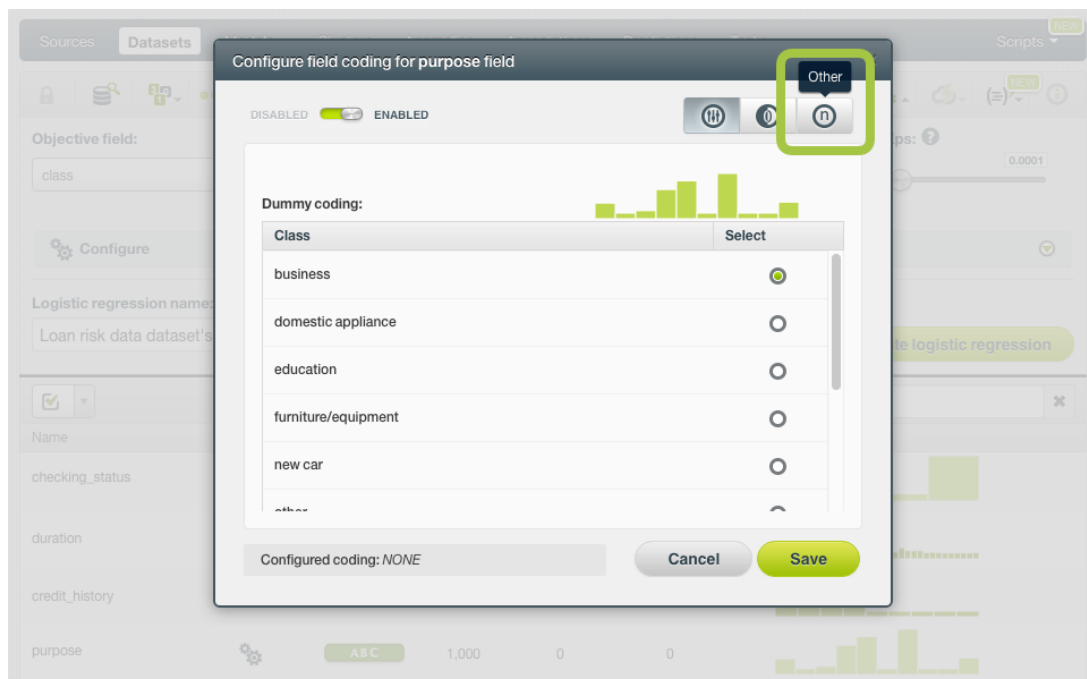 Sources Datasets
Scripts NEW
Configure field coding for purpose field
Other
DISABLED ENABLED
n
NEW
Objective field:
ps: ?
class
0.0001
Dummy coding:
Class Select
business
Configure
domestic appliance
Logistic regression name:
Loan risk data dataset's
te logistic regression
education
furniture/equipment
new car
other
Name
checking_status
duration
Configured coding: NONE
Cancel Save
credit_history
purpose ABC 1,000 0 0